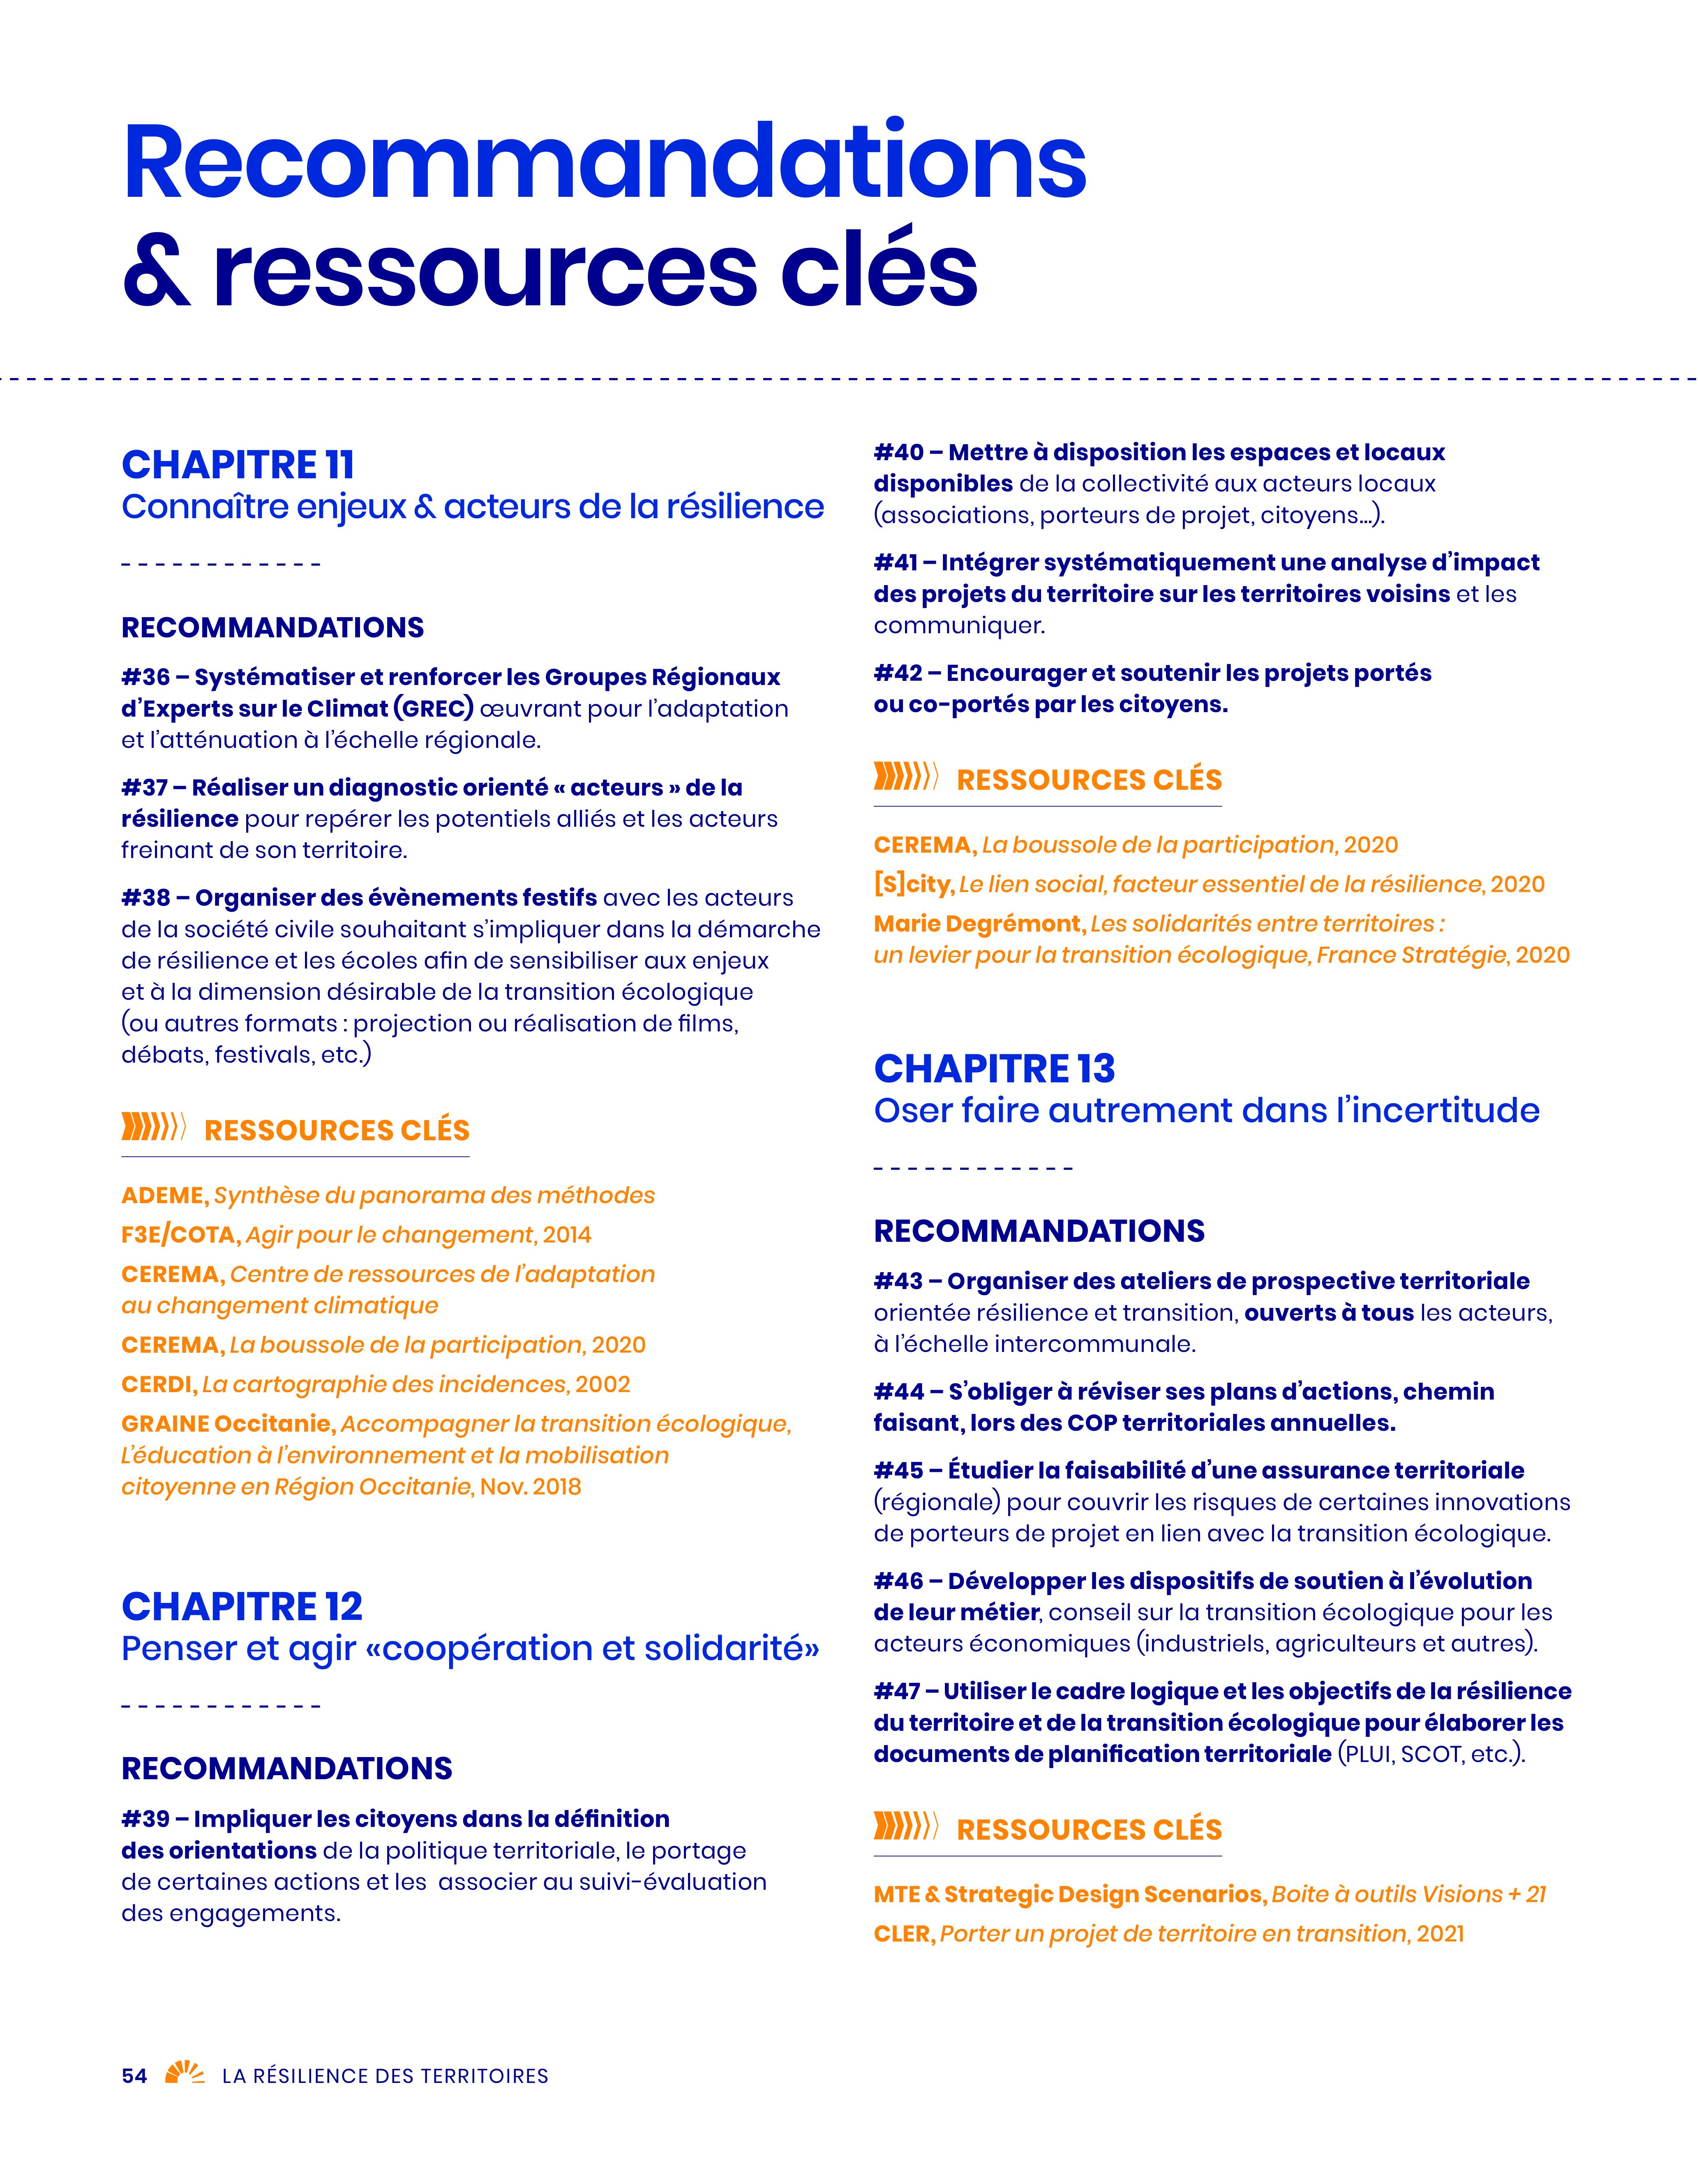 Recommandations
& ressources clés
CHAPITRE 11
Connaître enjeux & acteurs de la résilience
RECOMMANDATIONS
#36 – Systématiser et renforcer les Groupes Régionaux
d’Experts sur le Climat (GREC) œuvrant pour l’adaptation
et l’atténuation à l’échelle régionale.
#37 – Réaliser un diagnostic orienté « acteurs » de la
résilience pour repérer les potentiels alliés et les acteurs
freinant de son territoire.
#38 – Organiser des évènements festifs avec les acteurs
de la société civile souhaitant s’impliquer dans la démarche
de résilience et les écoles afin de sensibiliser aux enjeux
et à la dimension désirable de la transition écologique
(ou autres formats : projection ou réalisation de films,
débats, festivals, etc.)
RESSOURCES CLÉS
ADEME, Synthèse du panorama des méthodes
F3E/COTA, Agir pour le changement, 2014
CEREMA, Centre de ressources de l’adaptation
au changement climatique
CEREMA, La boussole de la participation, 2020
CERDI, La cartographie des incidences, 2002
GRAINE Occitanie, Accompagner la transition écologique,
L’éducation à l’environnement et la mobilisation
citoyenne en Région Occitanie, Nov. 2018
CHAPITRE 12
Penser et agir «coopération et solidarité»
RECOMMANDATIONS
#39 – Impliquer les citoyens dans la définition
des orientations de la politique territoriale, le portage
de certaines actions et les  associer au suivi-évaluation
des engagements.
#40 – Mettre à disposition les espaces et locaux
disponibles de la collectivité aux acteurs locaux
(associations, porteurs de projet, citoyens…).
#41 – Intégrer systématiquement une analyse d’impact
des projets du territoire sur les territoires voisins et les
communiquer.
#42 – Encourager et soutenir les projets portés
ou co-portés par les citoyens.
RESSOURCES CLÉS
CEREMA, La boussole de la participation, 2020
[S]city, Le lien social, facteur essentiel de la résilience, 2020
Marie Degrémont, Les solidarités entre territoires :
un levier pour la transition écologique, France Stratégie, 2020
CHAPITRE 13
Oser faire autrement dans l’incertitude
RECOMMANDATIONS
#43 – Organiser des ateliers de prospective territoriale
orientée résilience et transition, ouverts à tous les acteurs,
à l’échelle intercommunale.
#44 – S’obliger à réviser ses plans d’actions, chemin
faisant, lors des COP territoriales annuelles.
#45 – Étudier la faisabilité d’une assurance territoriale
(régionale) pour couvrir les risques de certaines innovations
de porteurs de projet en lien avec la transition écologique.
#46 – Développer les dispositifs de soutien à l’évolution
de leur métier, conseil sur la transition écologique pour les
acteurs économiques (industriels, agriculteurs et autres).
#47 – Utiliser le cadre logique et les objectifs de la résilience
du territoire et de la transition écologique pour élaborer les
documents de planification territoriale (PLUI, SCOT, etc.).
RESSOURCES CLÉS
MTE & Strategic Design Scenarios, Boite à outils Visions + 21
CLER, Porter un projet de territoire en transition, 2021
54 LA RÉSILIENCE DES TERRITOIRES